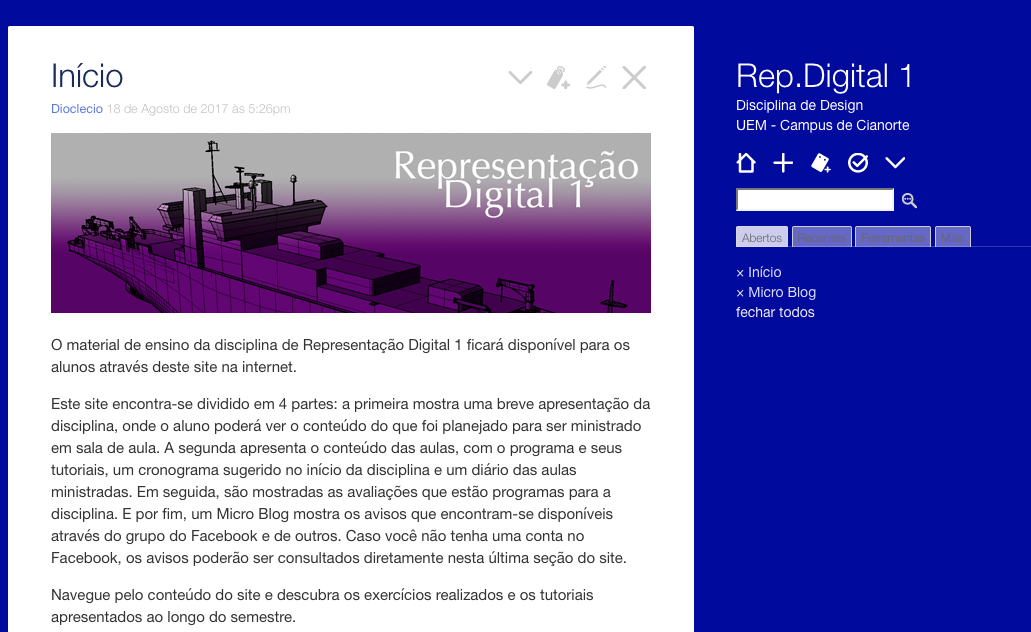 Início
Dioclecio 18 de Agosto de 2017 às 5:26pm
Representação
Digital 1
O material de ensino da disciplina de Representação Digital 1 ficará disponível para os
alunos através deste site na internet.
Este site encontra-se dividido em 4 partes: a primeira mostra uma breve apresentação da
disciplina, onde o aluno poderá ver o conteúdo do que foi planejado para ser ministrado
em sala de aula. A segunda apresenta o conteúdo das aulas, com o programa e seus
tutoriais, um cronograma sugerido no início da disciplina e um diário das aulas
ministradas. Em seguida, são mostradas as avaliações que estão programas para a
disciplina. E por fim, um Micro Blog mostra os avisos que encontram-se disponíveis
através do grupo do Facebook e de outros. Caso você não tenha uma conta no
Facebook, os avisos poderão ser consultados diretamente nesta última seção do site.
Navegue pelo conteúdo do site e descubra os exercícios realizados e os tutoriais
apresentados ao longo do semestre.
Rep.Digital 1
Disciplina de Design
UEM - Campus de Cianorte
Abertos Recentes Ferramentas Mais
× Início
× Micro Blog
fechar todos